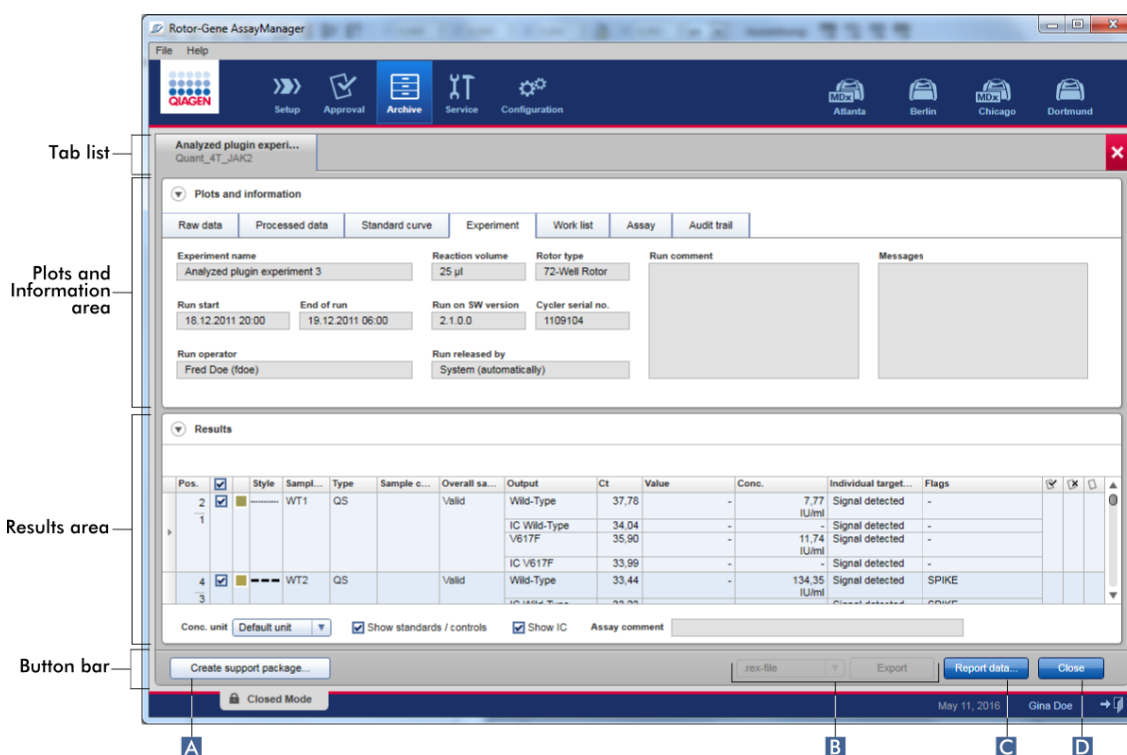 Rotor-Gene AssayManager
File Help
QIAGEN
Setup Approval Archive Service Configuration
MDx Atlanta Berlin MDx Chicago Dortmund
Tab list
Analyzed plugin experi...
Quant_4T_JAK2
Plots and Information area
Plots and information
Raw data Processed data Standard curve Experiment Work list Assay Audit trail
Experiment name Reaction volume Rotor type Run comment Messages
Analyzed plugin experiment 3 25 µl 72-Well Rotor
Run start End of run Run on SW version Cycler serial no.
18.12.2011 20:00 19.12.2011 06:00 2.1.0.0 1109104
Run operator Run released by
Fred Doe (fdoe) System (automatically)
Results area
Results
Pos. Style Sampl... Type Sample c... Overall sa... Output Ct Value Conc. Individual target... Flags
2 WT1 QS Valid Wild-Type 37,78 - 7,77 IU/ml Signal detected -
1 IC Wild-Type 34,04 - - Signal detected -
V617F 35,90 - 11,74 IU/ml Signal detected -
IC V617F 33,99 - - Signal detected -
4 WT2 QS Valid Wild-Type 33,44 - 134,35 IU/ml Signal detected SPIKE
3
Conc. unit Default unit Show standards / controls Show IC Assay comment
Button bar
Create support package... .rex-file Export Report data... Close
Closed Mode
May 11, 2016 Gina Doe
A B C D